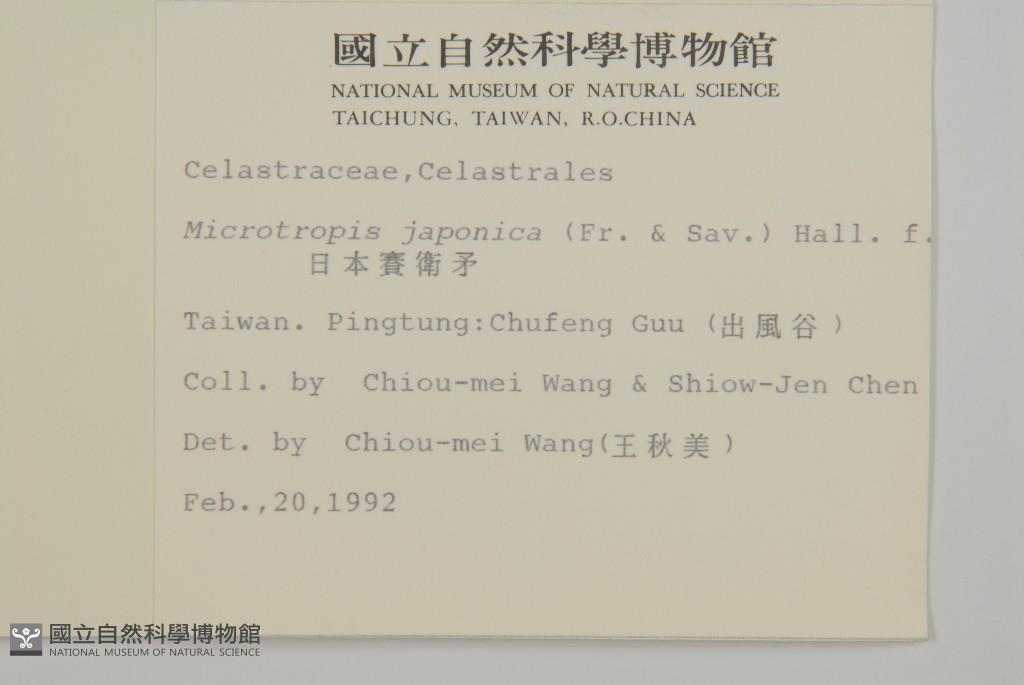 國立自然科學博物館
NATIONAL MUSEUM OF NATURAL SCIENCE
TAICHUNG, TAIWAN, R.O.CHINA
Celastraceae,Celastrales
Microtropis japonica (Fr. & Sav.) Hall. f.
日本賽衛矛
Taiwan. Pingtung:Chufeng Guu (出風谷)
Coll. by Chiou-mei Wang & Shiow-Jen Chen
Det. by Chiou-mei Wang(王秋美)
Feb.,20,1992
國立自然科學博物館
NATIONAL MUSEUM OF NATURAL SCIENCE